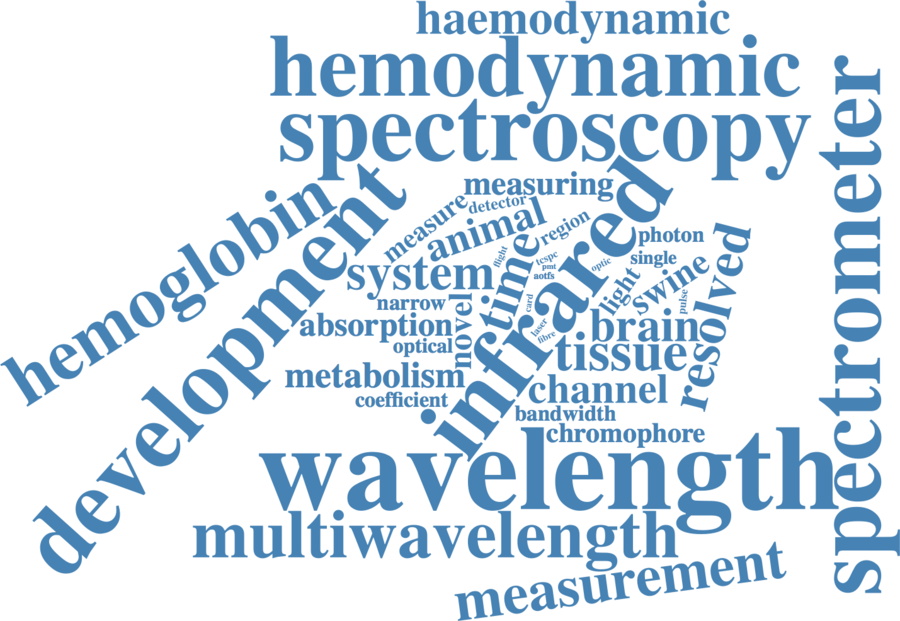 haemodynamic
hemodynamic
spectroscopy
spectrometer
hemoglobin
development
measuring
measure
detector
animal
region
infrared
photon
single
resolved
swine
light
pulse
optic
flight
tcspc
pmt
aotfs
time
system
narrow
novel
card
laser
fibre
absorption
optical
brain
tissue
metabolism
coefficient
channel
bandwidth
chromophore
wavelength
multiwavelength
measurement